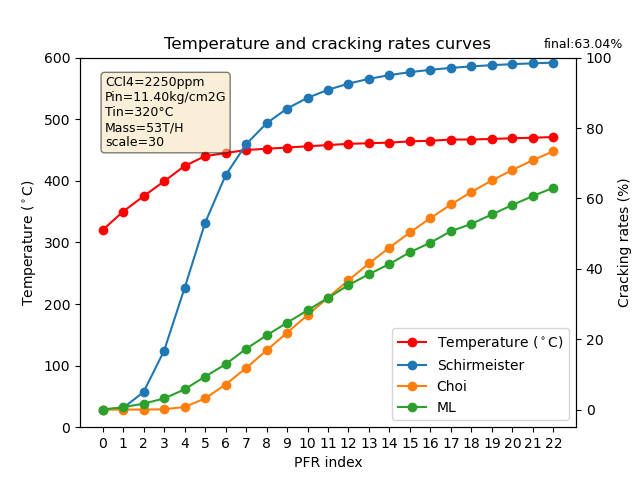 Temperature and cracking rates curves
final:63.04%
CCl4=2250ppm
Pin=11.40kg/cm2G
Tin=320°C
Mass=53T/H
scale=30
600
500
400
300
200
100
0
Temperature (°C)
100
80
60
40
20
0
Cracking rates (%)
Temperature (°C)
Schirmeister
Choi
ML
0 1 2 3 4 5 6 7 8 9 10 11 12 13 14 15 16 17 18 19 20 21 22
PFR index